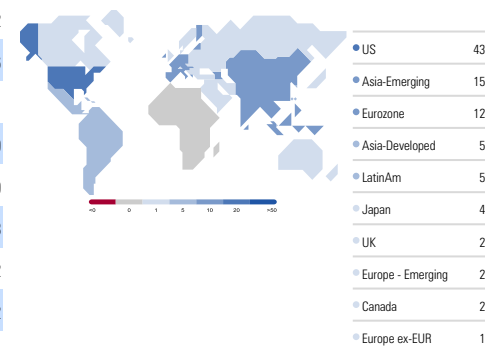 US 43
Asia-Emerging 15
Eurozone 12
Asia-Developed 5
LatinAm 5
Japan 4
UK 2
Europe - Emerging 2
Canada 2
Europe ex-EUR 1
<0 0 1 5 10 20 >50